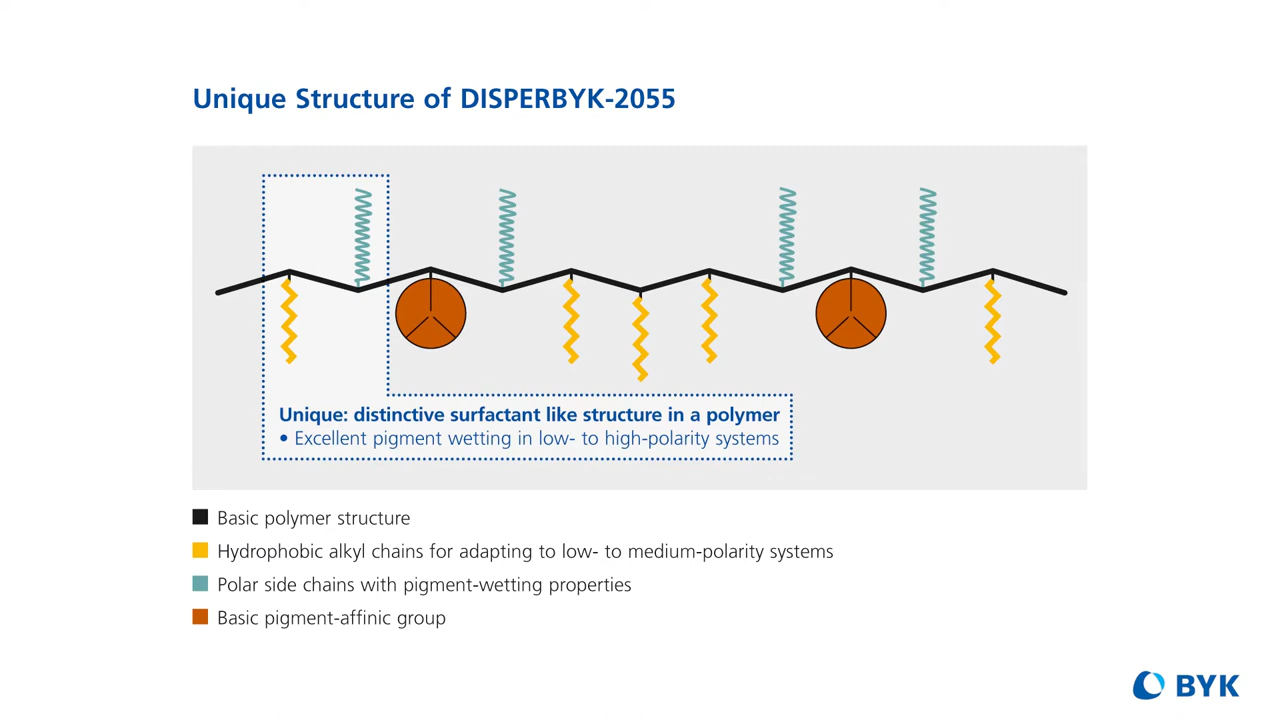 Unique Structure of DISPERBYK-2055
Unique: distinctive surfactant like structure in a polymer
• Excellent pigment wetting in low- to high-polarity systems
Basic polymer structure
Hydrophobic alkyl chains for adapting to low- to medium-polarity systems
Polar side chains with pigment-wetting properties
Basic pigment-affinic group
BYK